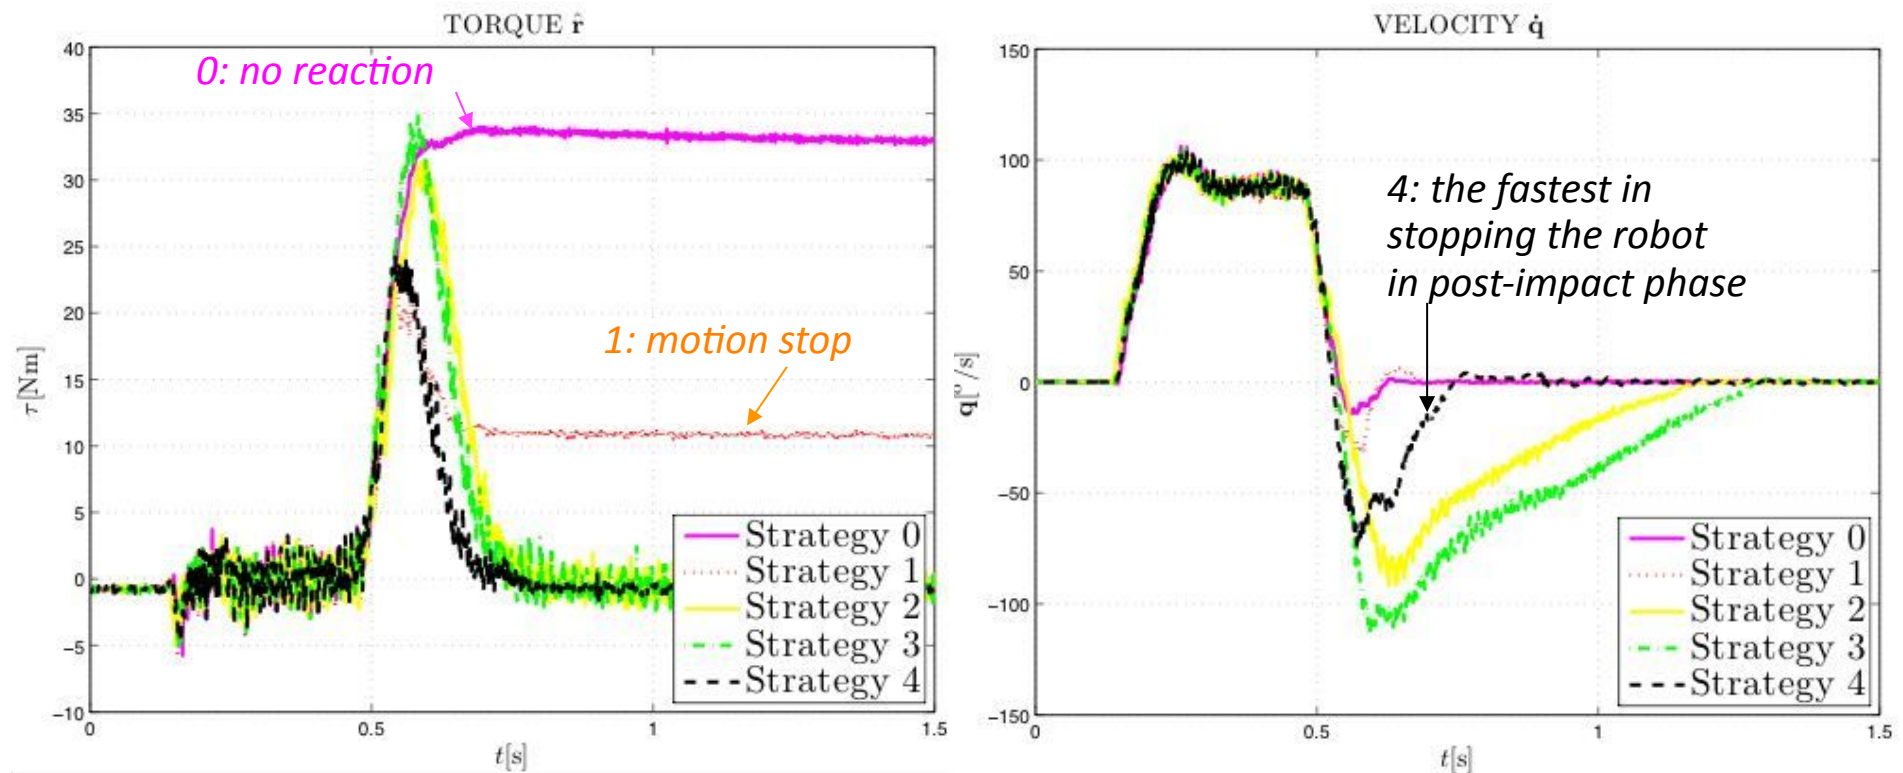 TORQUE r̂
40
35
30
25
20
15
10
5
0
−5
−10
τ[Nm]
0: no reaction
1: motion stop
Strategy 0
Strategy 1
Strategy 2
Strategy 3
Strategy 4
0
0.5
1
1.5
t[s]
VELOCITY q̇
150
100
50
0
−50
−100
−150
q̇[°/s]
4: the fastest in
stopping the robot
in post-impact phase
Strategy 0
Strategy 1
Strategy 2
Strategy 3
Strategy 4
0
0.5
1
1.5
t[s]